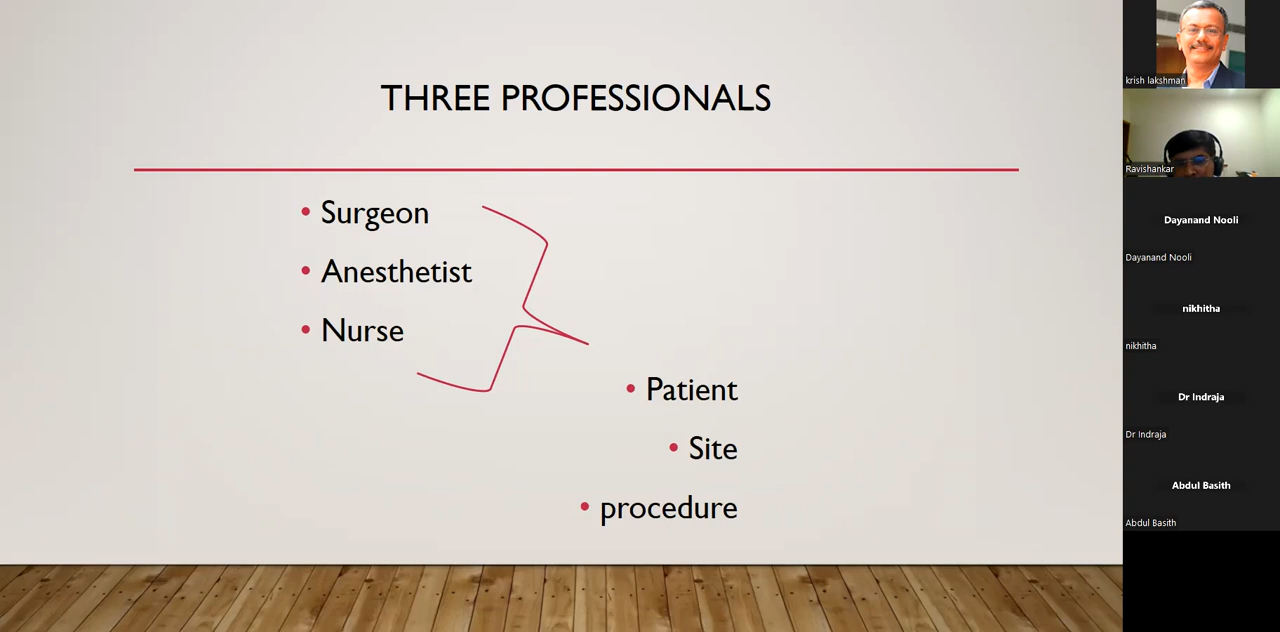 THREE PROFESSIONALS
• Surgeon
• Anesthetist
• Nurse
• Patient
• Site
• procedure
krish lakshman
Ravishankar
Dayanand Nooli
Dayanand Nooli
nikhitha
nikhitha
Dr Indraja
Dr Indraja
Abdul Basith
Abdul Basith